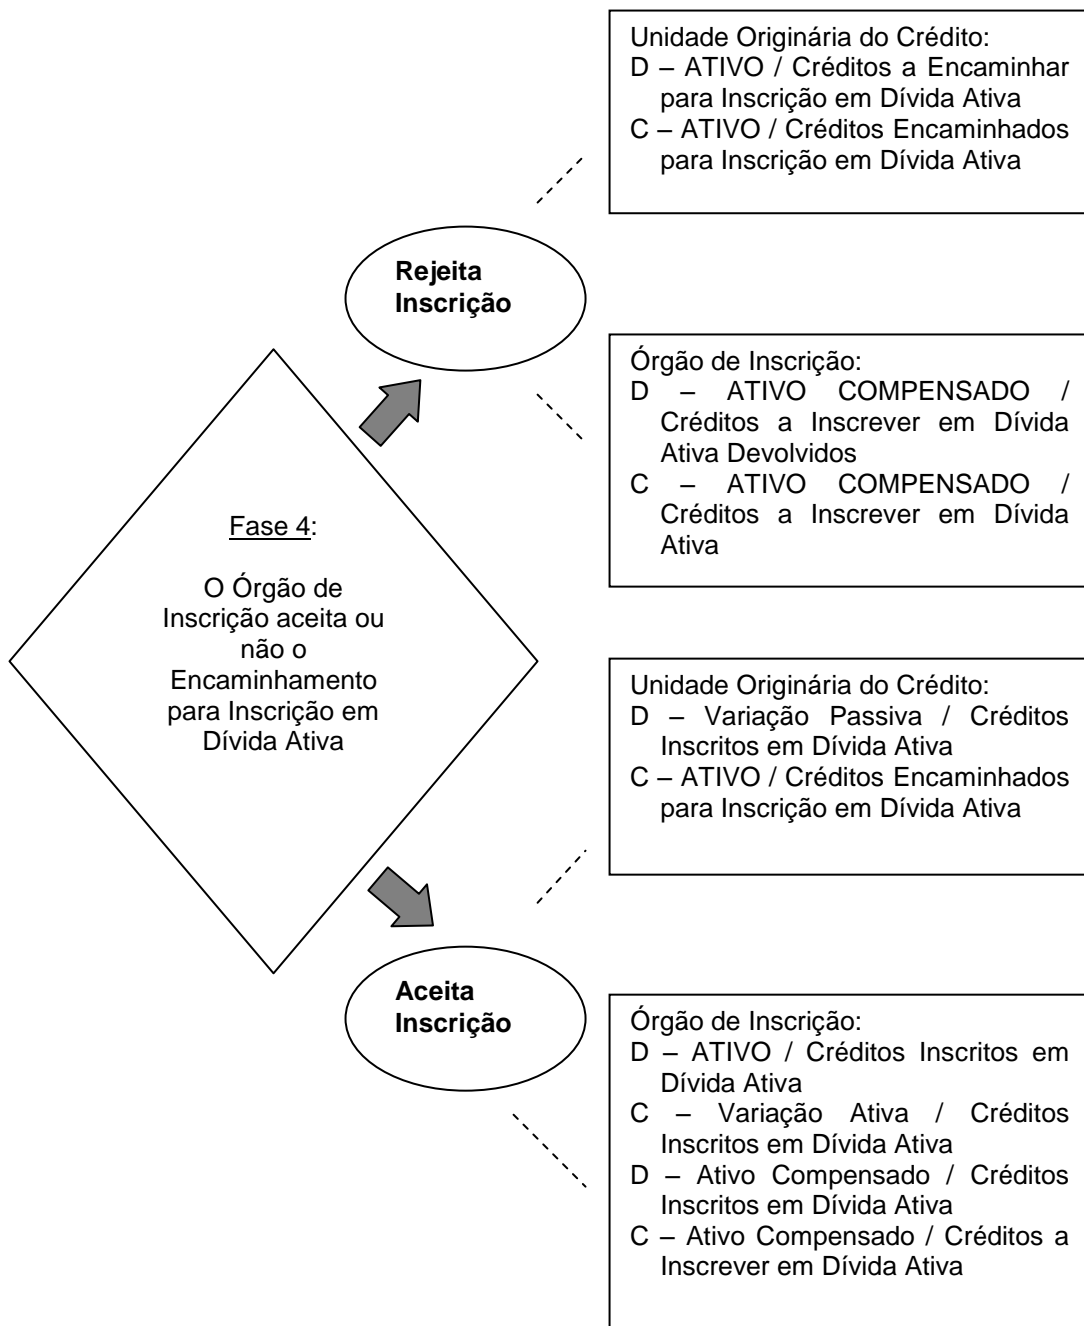 Fase 4:
O Órgão de
Inscrição aceita ou
não o
Encaminhamento
para Inscrição em
Dívida Ativa
Rejeita
Inscrição
Unidade Originária do Crédito:
D – ATIVO / Créditos a Encaminhar
para Inscrição em Dívida Ativa
C – ATIVO / Créditos Encaminhados
para Inscrição em Dívida Ativa
Órgão de Inscrição:
D – ATIVO COMPENSADO /
Créditos a Inscrever em Dívida
Ativa Devolvidos
C – ATIVO COMPENSADO /
Créditos a Inscrever em Dívida
Ativa
Aceita
Inscrição
Unidade Originária do Crédito:
D – Variação Passiva / Créditos
Inscritos em Dívida Ativa
C – ATIVO / Créditos Encaminhados
para Inscrição em Dívida Ativa
Órgão de Inscrição:
D – ATIVO / Créditos Inscritos em
Dívida Ativa
C – Variação Ativa / Créditos
Inscritos em Dívida Ativa
D – Ativo Compensado / Créditos
Inscritos em Dívida Ativa
C – Ativo Compensado / Créditos a
Inscrever em Dívida Ativa